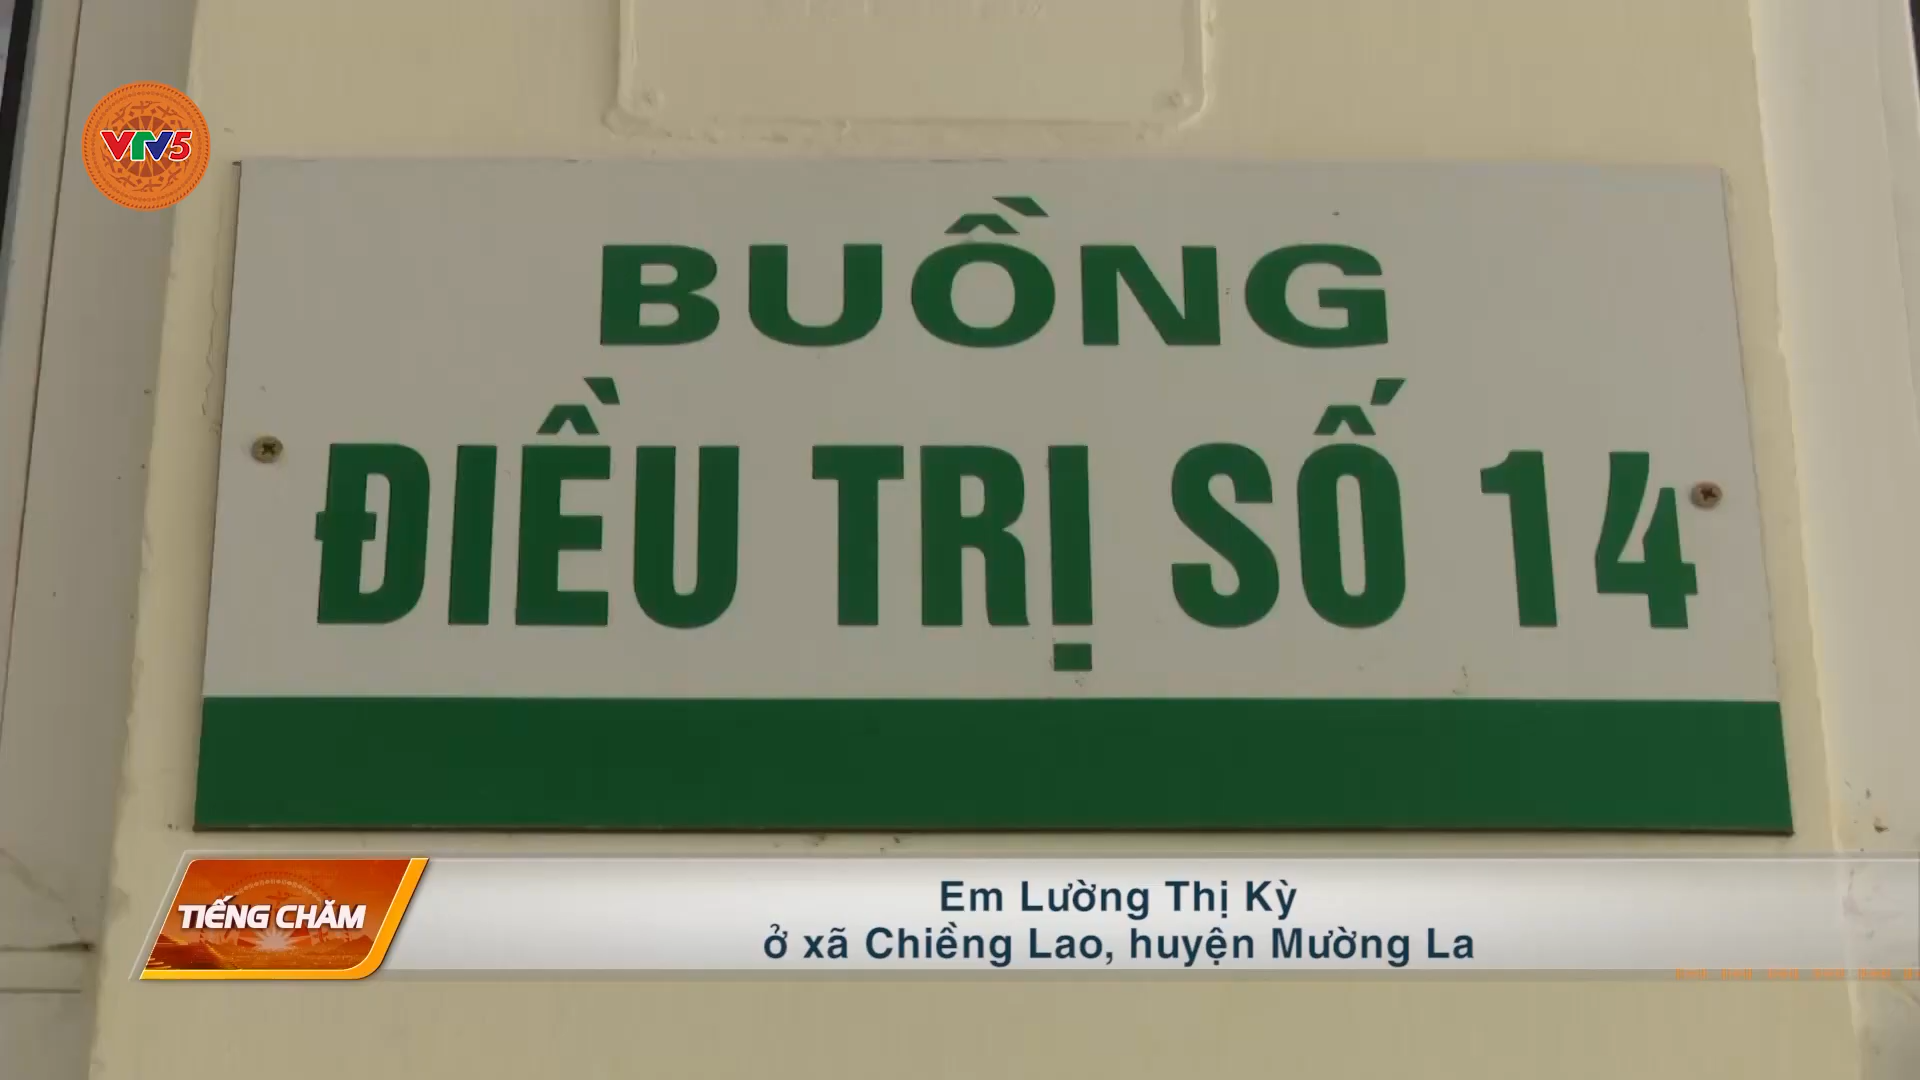 VTV5
BUỒNG
ĐIỀU TRỊ SỐ 14
TIẾNG CHĂM
Em Lường Thị Kỳ
ở xã Chiềng Lao, huyện Mường La